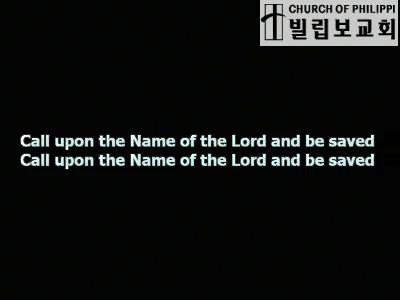 CHURCH OF PHILIPPI
빌립보교회
Call upon the Name of the Lord and be saved
Call upon the Name of the Lord and be saved